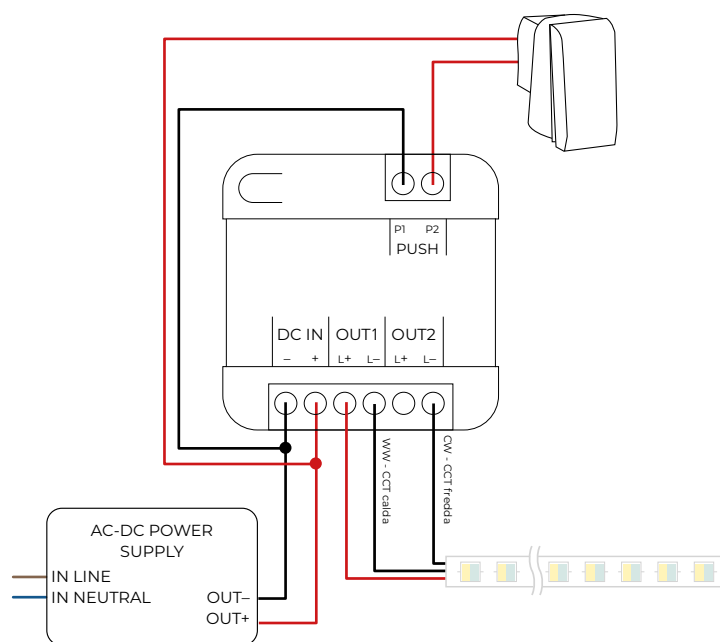 P1 P2
PUSH
DC IN OUT1 OUT2
– + L+ L– L+ L–
WW - CCT calda
CW - CCT fredda
AC-DC POWER
SUPPLY
IN LINE
IN NEUTRAL
OUT–
OUT+